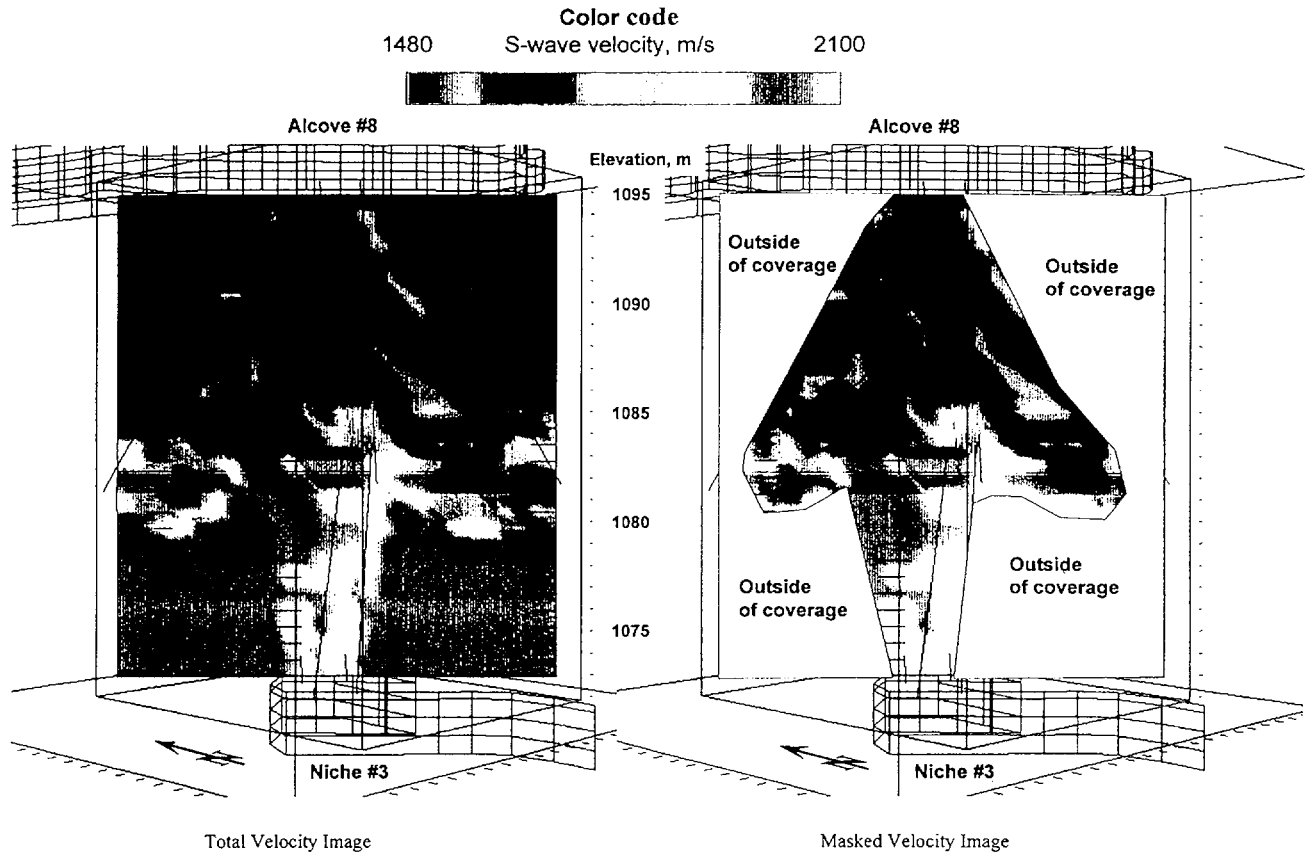 Color code
1480 S-wave velocity, m/s 2100
Alcove #8
Alcove #8
Elevation, m
1095
1090
1085
1080
1075
Outside
of coverage
Outside
of coverage
Outside
of coverage
Outside
of coverage
Niche #3
Niche #3
Total Velocity Image
Masked Velocity Image